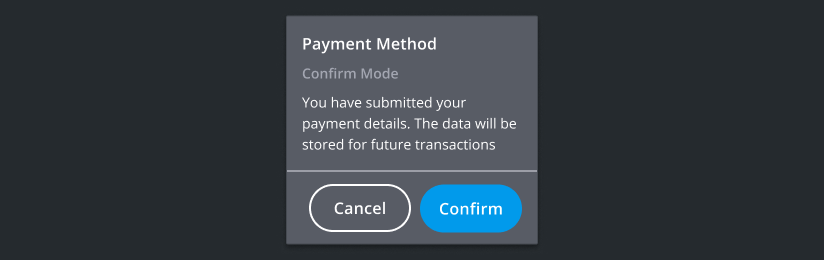 Payment Method
Confirm Mode
You have submitted your
payment details. The data will be
stored for future transactions
Cancel
Confirm